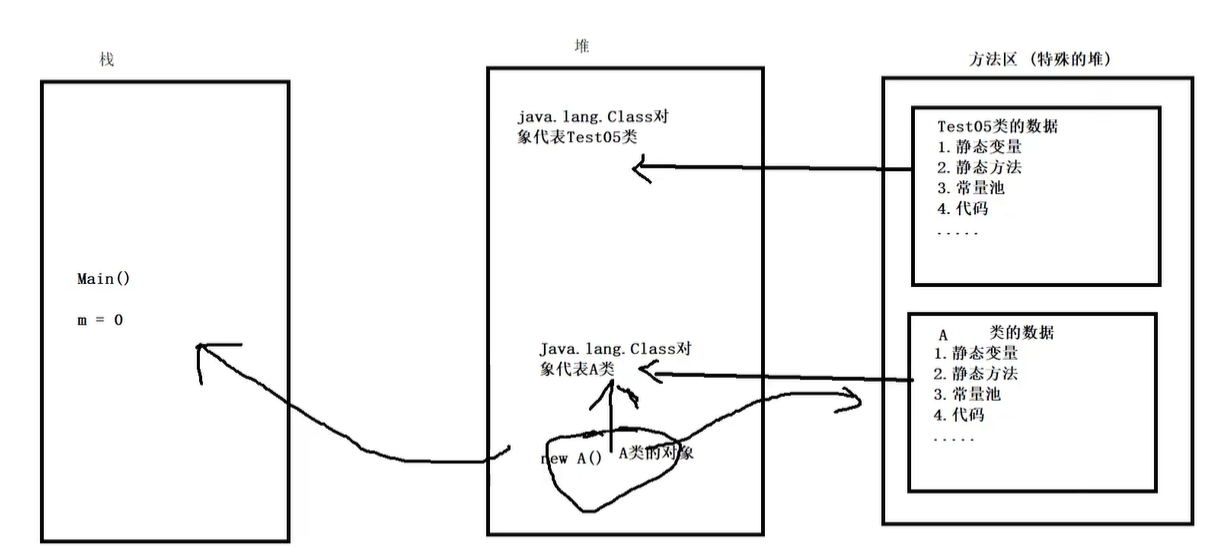 栈
Main()
m = 0
堆
java.lang.Class对
象代表Test05类
Java.lang.Class对
象代表A类
new A() A类的对象
方法区 (特殊的堆)
Test05类的数据
1.静态变量
2.静态方法
3.常量池
4.代码
.....
A 类的数据
1.静态变量
2.静态方法
3.常量池
4.代码
.....